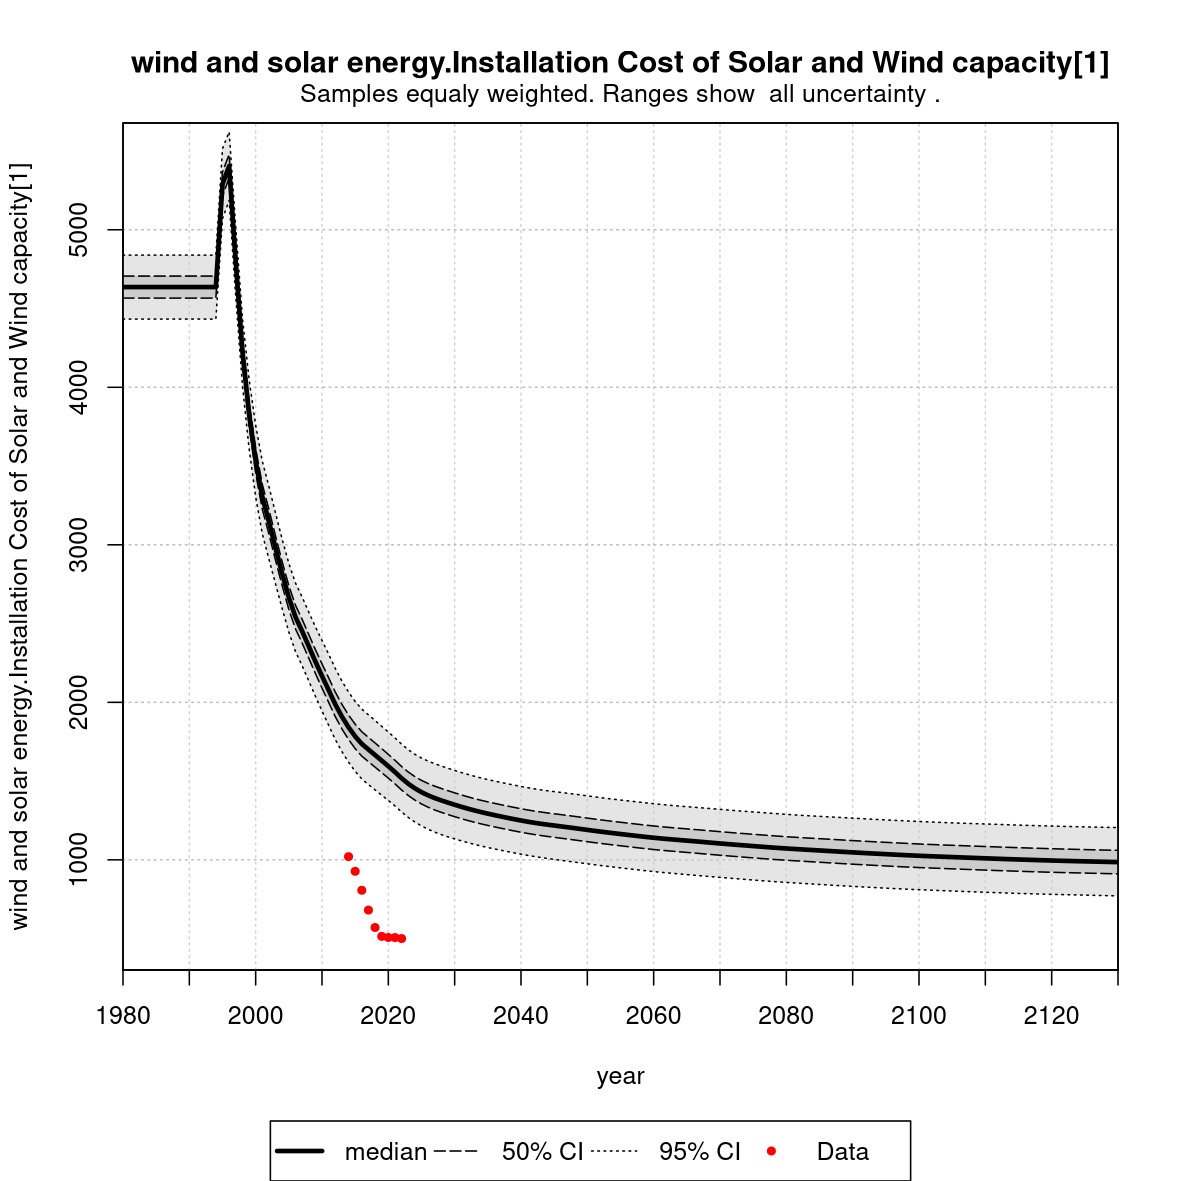 wind and solar energy.Installation Cost of Solar and Wind capacity[1]
Samples equaly weighted. Ranges show  all uncertainty .
wind and solar energy.Installation Cost of Solar and Wind capacity[1]
5000
4000
3000
2000
1000
1980 2000 2020 2040 2060 2080 2100 2120
year
median 50% CI 95% CI Data